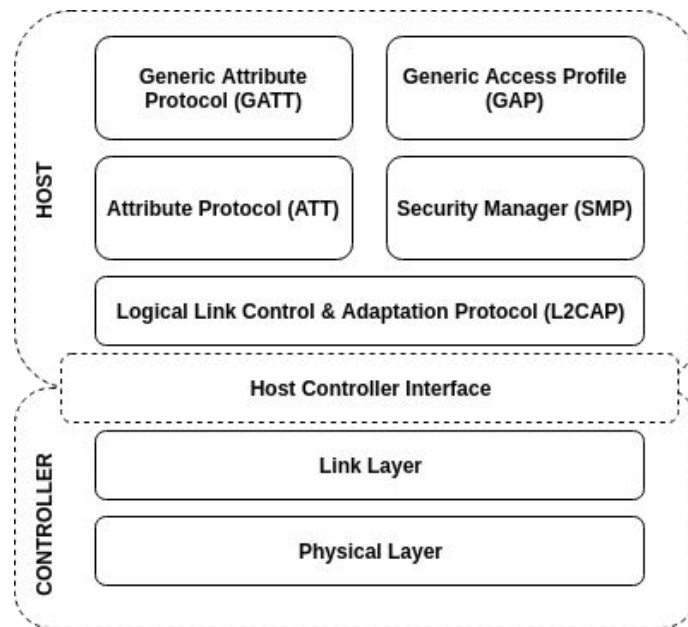 Generic Attribute
Protocol (GATT)
Generic Access Profile
(GAP)
HOST
Attribute Protocol (ATT)
Security Manager (SMP)
Logical Link Control & Adaptation Protocol (L2CAP)
Host Controller Interface
CONTROLLER
Link Layer
Physical Layer